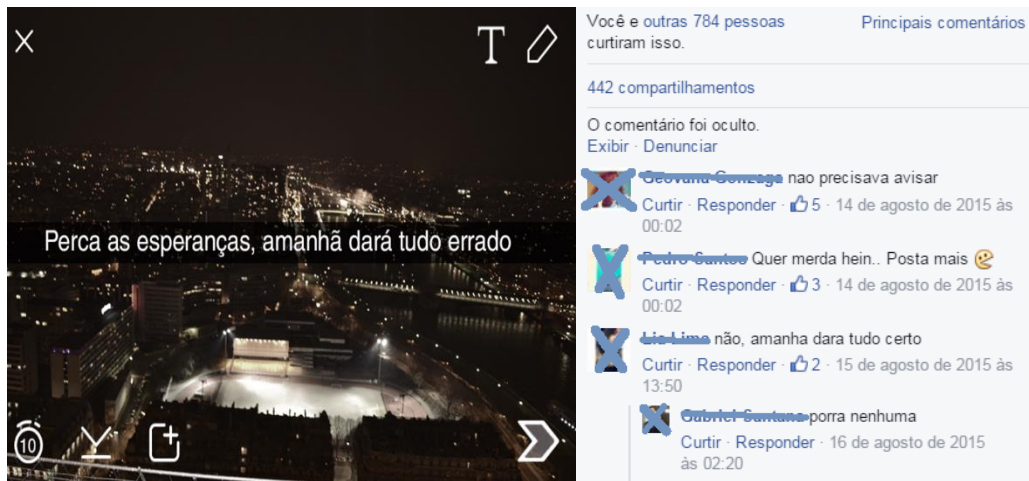 T
Perca as esperanças, amanhã dará tudo errado
10
Você e outras 784 pessoas
curtiram isso.
Principais comentários
442 compartilhamentos
O comentário foi oculto.
Exibir · Denunciar
nao precisava avisar
Curtir · Responder · 5 · 14 de agosto de 2015 às
00:02
Quer merda hein.. Posta mais
Curtir · Responder · 3 · 14 de agosto de 2015 às
00:02
não, amanha dara tudo certo
Curtir · Responder · 2 · 15 de agosto de 2015 às
13:50
porra nenhuma
Curtir · Responder · 16 de agosto de 2015
às 02:20